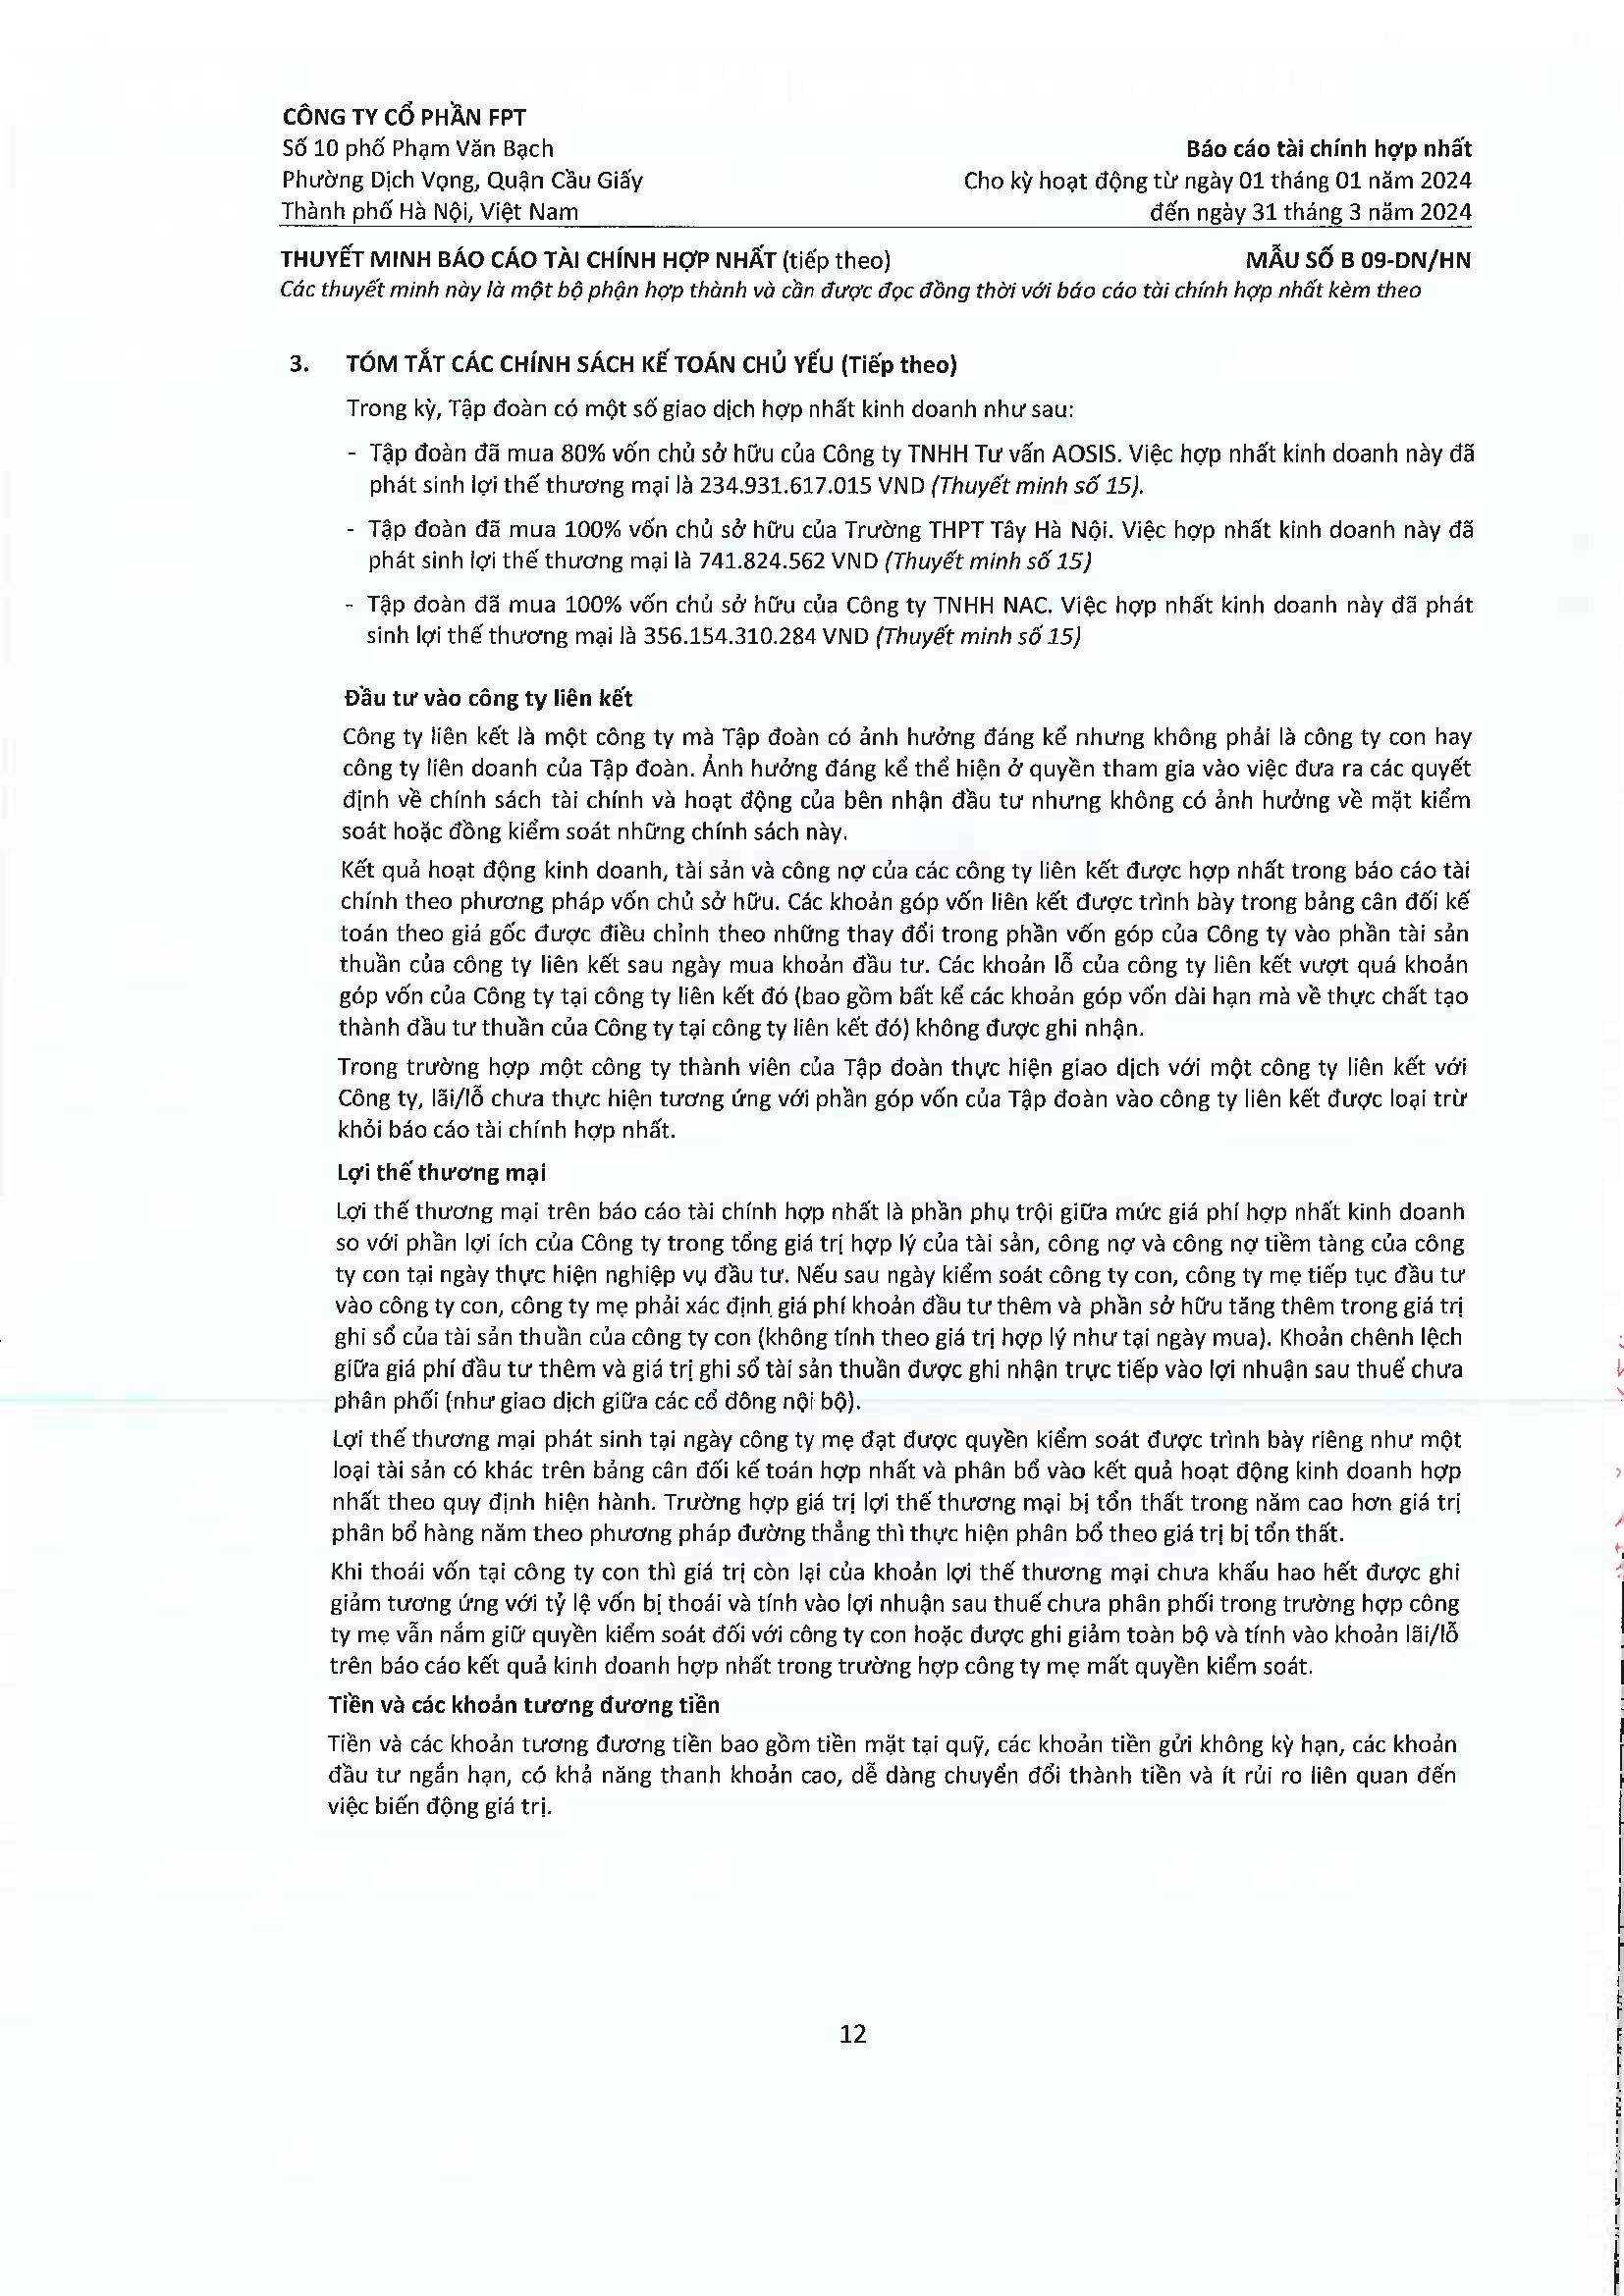 CÔNG TY CỔ PHẦN FPT
Số 10 phố Phạm Văn Bạch
Báo cáo tài chính hợp nhất
Phường Dịch Vọng, Quận Cầu Giấy
Cho kỳ hoạt động từ ngày 01 tháng 01 năm 2024
Thành phố Hà Nội, Việt Nam
đến ngày 31 tháng 3 năm 2024
THUYẾT MINH BÁO CÁO TÀI CHÍNH HỢP NHẤT (tiếp theo)
MẪU SỐ B 09-DN/HN
Các thuyết minh này là một bộ phận hợp thành và cần được đọc đồng thời với báo cáo tài chính hợp nhất kèm theo
3. TÓM TẮT CÁC CHÍNH SÁCH KẾ TOÁN CHỦ YẾU (Tiếp theo)
Trong kỳ, Tập đoàn có một số giao dịch hợp nhất kinh doanh như sau:
- Tập đoàn đã mua 80% vốn chủ sở hữu của Công ty TNHH Tư vấn AOSIS. Việc hợp nhất kinh doanh này đã
phát sinh lợi thế thương mại là 234.931.617.015 VND (Thuyết minh số 15).
- Tập đoàn đã mua 100% vốn chủ sở hữu của Trường THPT Tây Hà Nội. Việc hợp nhất kinh doanh này đã
phát sinh lợi thế thương mại là 741.824.562 VND (Thuyết minh số 15)
- Tập đoàn đã mua 100% vốn chủ sở hữu của Công ty TNHH NAC. Việc hợp nhất kinh doanh này đã phát
sinh lợi thế thương mại là 356.154.310.284 VND (Thuyết minh số 15)
Đầu tư vào công ty liên kết
Công ty liên kết là một công ty mà Tập đoàn có ảnh hưởng đáng kể nhưng không phải là công ty con hay
công ty liên doanh của Tập đoàn. Ảnh hưởng đáng kể thể hiện ở quyền tham gia vào việc đưa ra các quyết
định về chính sách tài chính và hoạt động của bên nhận đầu tư nhưng không có ảnh hưởng về mặt kiểm
soát hoặc đồng kiểm soát những chính sách này.
Kết quả hoạt động kinh doanh, tài sản và công nợ của các công ty liên kết được hợp nhất trong báo cáo tài
chính theo phương pháp vốn chủ sở hữu. Các khoản góp vốn liên kết được trình bày trong bảng cân đối kế
toán theo giá gốc được điều chỉnh theo những thay đổi trong phần vốn góp của Công ty vào phần tài sản
thuần của công ty liên kết sau ngày mua khoản đầu tư. Các khoản lỗ của công ty liên kết vượt quá khoản
góp vốn của Công ty tại công ty liên kết đó (bao gồm bất kể các khoản góp vốn dài hạn mà về thực chất tạo
thành đầu tư thuần của Công ty tại công ty liên kết đó) không được ghi nhận.
Trong trường hợp một công ty thành viên của Tập đoàn thực hiện giao dịch với một công ty liên kết với
Công ty, lãi/lỗ chưa thực hiện tương ứng với phần góp vốn của Tập đoàn vào công ty liên kết được loại trừ
khỏi báo cáo tài chính hợp nhất.
Lợi thế thương mại
Lợi thế thương mại trên báo cáo tài chính hợp nhất là phần phụ trội giữa mức giá phí hợp nhất kinh doanh
so với phần lợi ích của Công ty trong tổng giá trị hợp lý của tài sản, công nợ và công nợ tiềm tàng của công
ty con tại ngày thực hiện nghiệp vụ đầu tư. Nếu sau ngày kiểm soát công ty con, công ty mẹ tiếp tục đầu tư
vào công ty con, công ty mẹ phải xác định giá phí khoản đầu tư thêm và phần sở hữu tăng thêm trong giá trị
ghi sổ của tài sản thuần của công ty con (không tính theo giá trị hợp lý như tại ngày mua). Khoản chênh lệch
giữa giá phí đầu tư thêm và giá trị ghi sổ tài sản thuần được ghi nhận trực tiếp vào lợi nhuận sau thuế chưa
phân phối (như giao dịch giữa các cổ đông nội bộ).
Lợi thế thương mại phát sinh tại ngày công ty mẹ đạt được quyền kiểm soát được trình bày riêng như một
loại tài sản có khác trên bảng cân đối kế toán hợp nhất và phân bổ vào kết quả hoạt động kinh doanh hợp
nhất theo quy định hiện hành. Trường hợp giá trị lợi thế thương mại bị tổn thất trong năm cao hơn giá trị
phân bổ hàng năm theo phương pháp đường thẳng thì thực hiện phân bổ theo giá trị bị tổn thất.
Khi thoái vốn tại công ty con thì giá trị còn lại của khoản lợi thế thương mại chưa khấu hao hết được ghi
giảm tương ứng với tỷ lệ vốn bị thoái và tính vào lợi nhuận sau thuế chưa phân phối trong trường hợp công
ty mẹ vẫn nắm giữ quyền kiểm soát đối với công ty con hoặc được ghi giảm toàn bộ và tính vào khoản lãi/lỗ
trên báo cáo kết quả kinh doanh hợp nhất trong trường hợp công ty mẹ mất quyền kiểm soát.
Tiền và các khoản tương đương tiền
Tiền và các khoản tương đương tiền bao gồm tiền mặt tại quỹ, các khoản tiền gửi không kỳ hạn, các khoản
đầu tư ngắn hạn, có khả năng thanh khoản cao, dễ dàng chuyển đổi thành tiền và ít rủi ro liên quan đến
việc biến động giá trị.
12